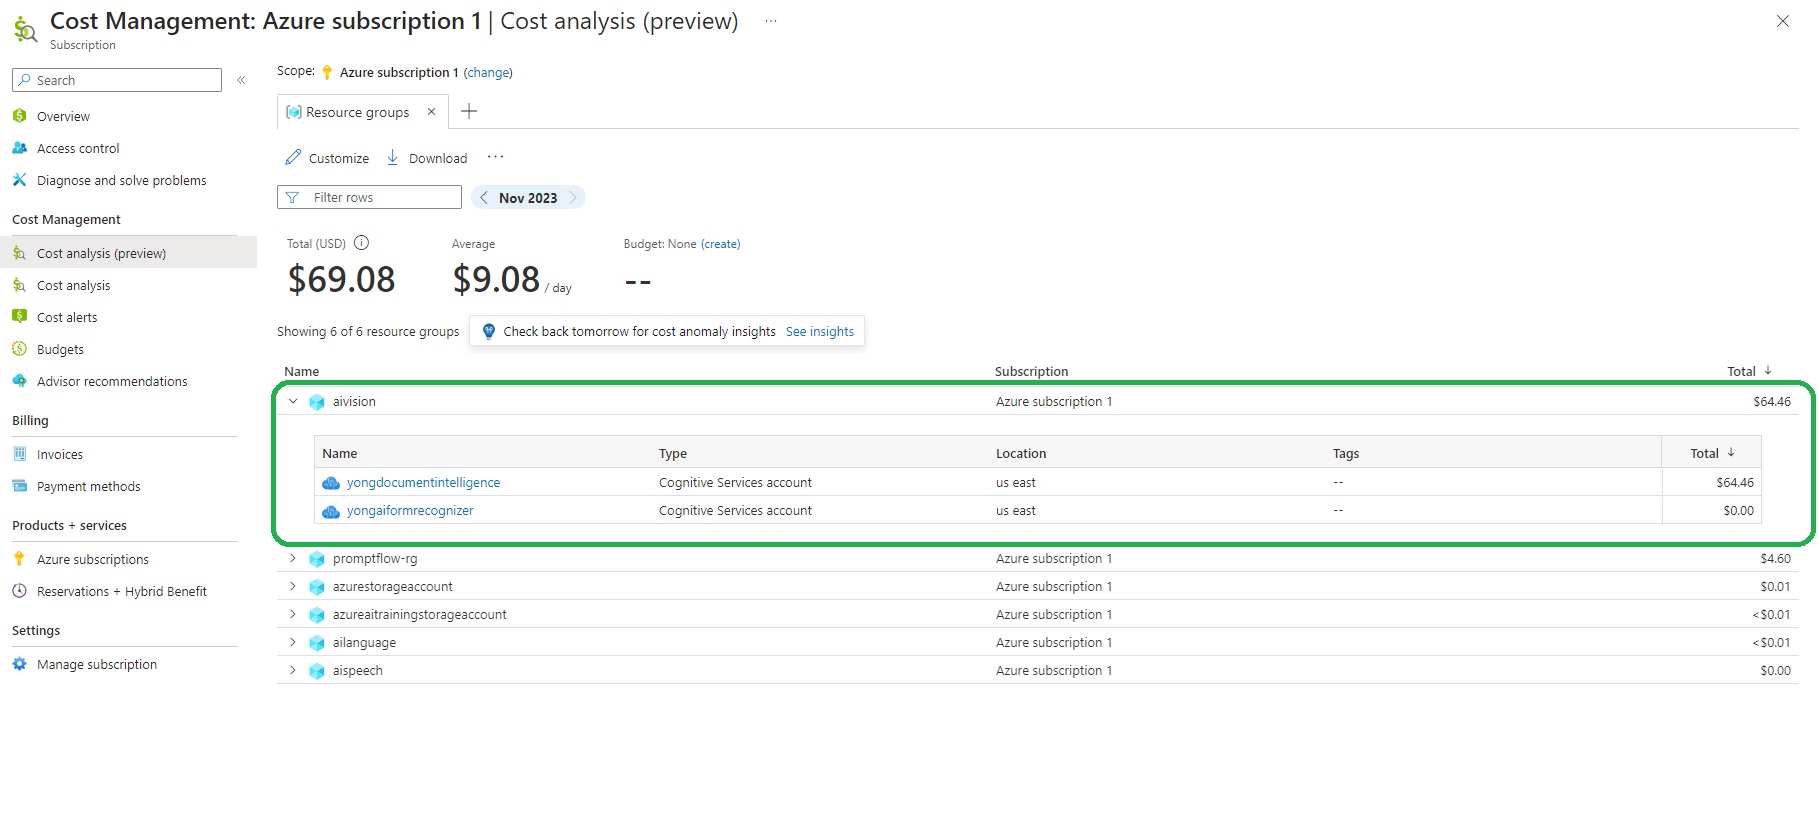 Cost Management: Azure subscription 1 | Cost analysis (preview) ...
Subscription
Search
«
Overview
Access control
Diagnose and solve problems
Cost Management
Cost analysis (preview)
Cost analysis
Cost alerts
Budgets
Advisor recommendations
Billing
Invoices
Payment methods
Products + services
Azure subscriptions
Reservations + Hybrid Benefit
Settings
Manage subscription
Scope: Azure subscription 1 (change)
Resource groups
Customize Download ...
Filter rows Nov 2023
Total (USD) Average Budget: None (create)
$69.08 $9.08 / day --
Showing 6 of 6 resource groups Check back tomorrow for cost anomaly insights See insights
Name Subscription Total ↓
aivision Azure subscription 1 $64.46
Name Type Location Tags Total ↓
yongdocumentintelligence Cognitive Services account us east -- $64.46
yongaiformrecognizer Cognitive Services account us east -- $0.00
promptflow-rg Azure subscription 1 $4.60
azurestorageaccount Azure subscription 1 $0.01
azureaitrainingstorageaccount Azure subscription 1 <$0.01
ailanguage Azure subscription 1 <$0.01
aispeech Azure subscription 1 $0.00